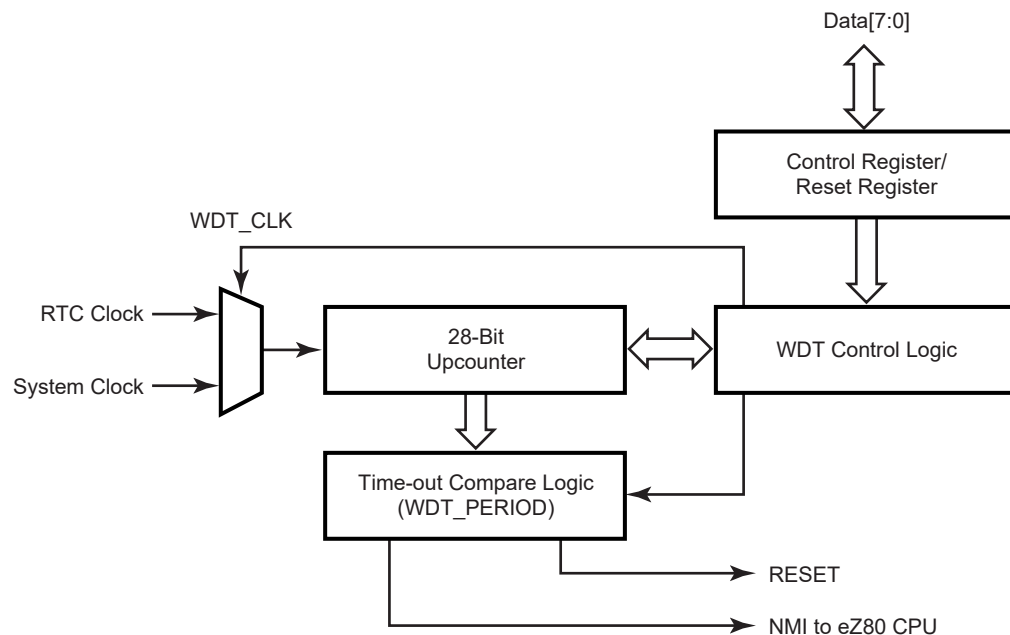 Data[7:0]
Control Register/
Reset Register
WDT_CLK
RTC Clock
28-Bit
Upcounter
WDT Control Logic
System Clock
Time-out Compare Logic
(WDT_PERIOD)
RESET
NMI to eZ80 CPU